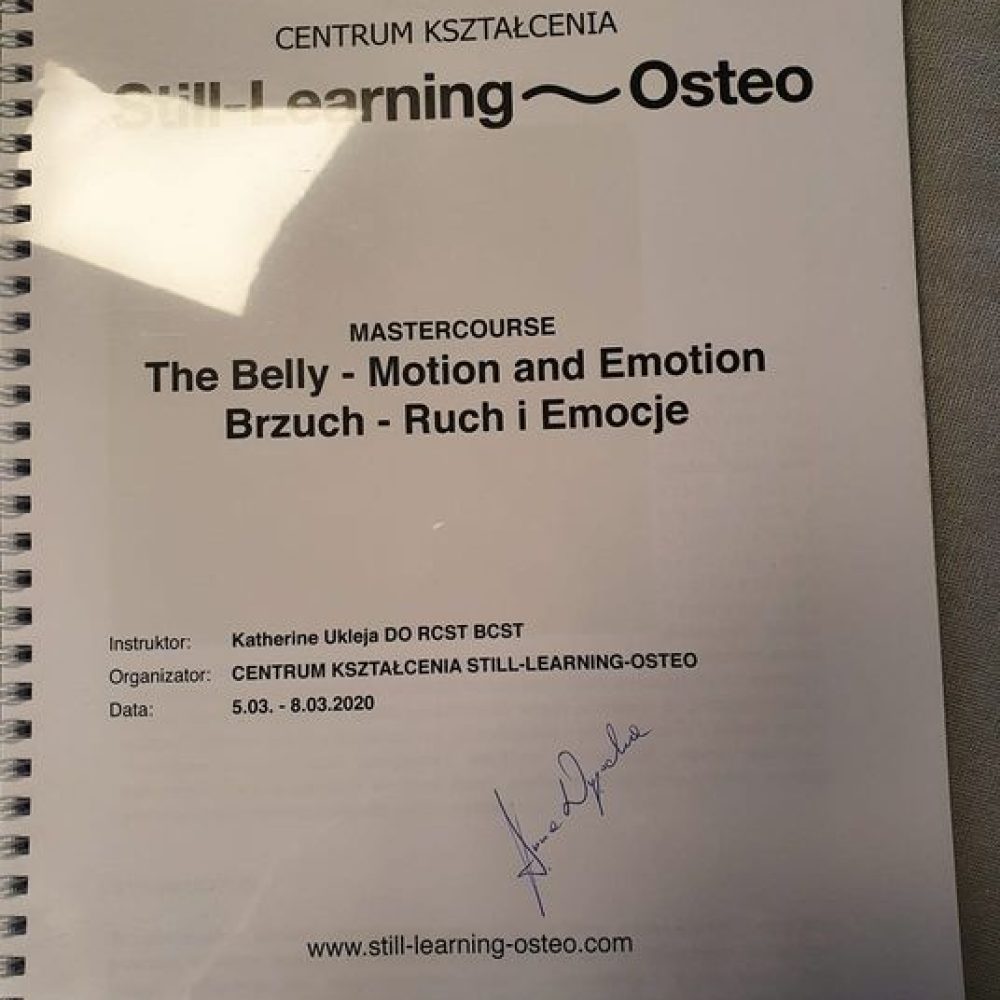 CENTRUM KSZTAŁCENIA
Still-Learning~Osteo
MASTERCOURSE
The Belly - Motion and Emotion
Brzuch - Ruch i Emocje
Instruktor: Katherine Ukleja DO RCST BCST
Organizator: CENTRUM KSZTAŁCENIA STILL-LEARNING-OSTEO
Data: 5.03. - 8.03.2020
www.still-learning-osteo.com